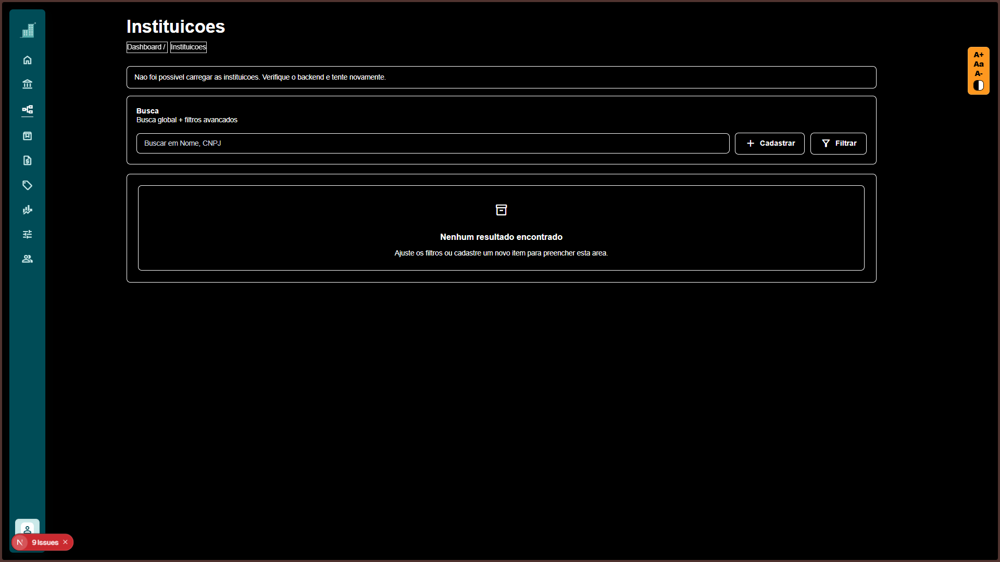 Instituicoes
Dashboard / Instituicoes
A+
Aa
A-
Nao foi possivel carregar as instituicoes. Verifique o backend e tente novamente.
Busca
Busca global + filtros avancados
Buscar em Nome, CNPJ
Cadastrar
Filtrar
Nenhum resultado encontrado
Ajuste os filtros ou cadastre um novo item para preencher esta area.
N 9 Issues